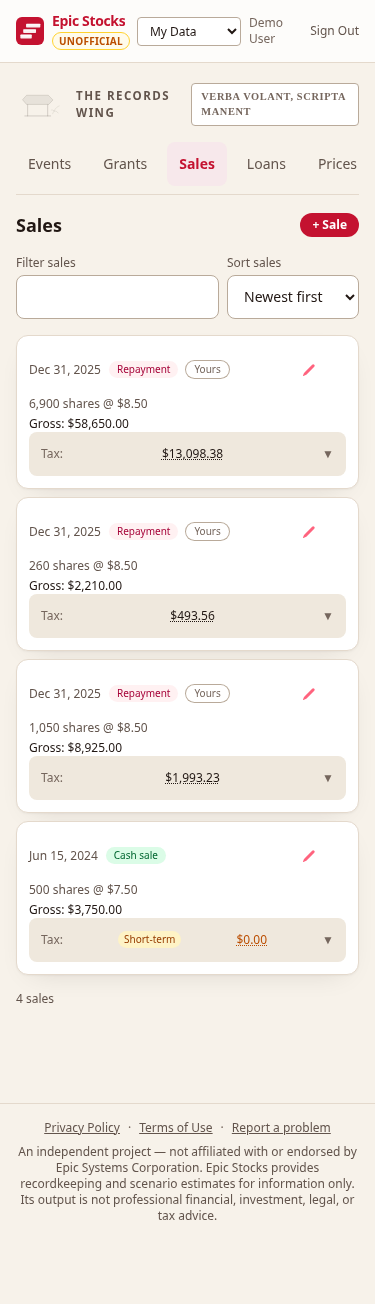 Epic Stocks
UNOFFICIAL
My Data
Demo User
Sign Out
THE RECORDS WING
VERBA VOLANT, SCRIPTA MANENT
Events Grants Sales Loans Prices
Sales
+ Sale
Filter sales
Sort sales
Newest first
Dec 31, 2025 Repayment Yours
6,900 shares @ $8.50
Gross: $58,650.00
Tax: $13,098.38 ▼
Dec 31, 2025 Repayment Yours
260 shares @ $8.50
Gross: $2,210.00
Tax: $493.56 ▼
Dec 31, 2025 Repayment Yours
1,050 shares @ $8.50
Gross: $8,925.00
Tax: $1,993.23 ▼
Jun 15, 2024 Cash sale
500 shares @ $7.50
Gross: $3,750.00
Tax: Short-term $0.00 ▼
4 sales
Privacy Policy · Terms of Use · Report a problem
An independent project — not affiliated with or endorsed by
Epic Systems Corporation. Epic Stocks provides
recordkeeping and scenario estimates for information only.
Its output is not professional financial, investment, legal, or
tax advice.